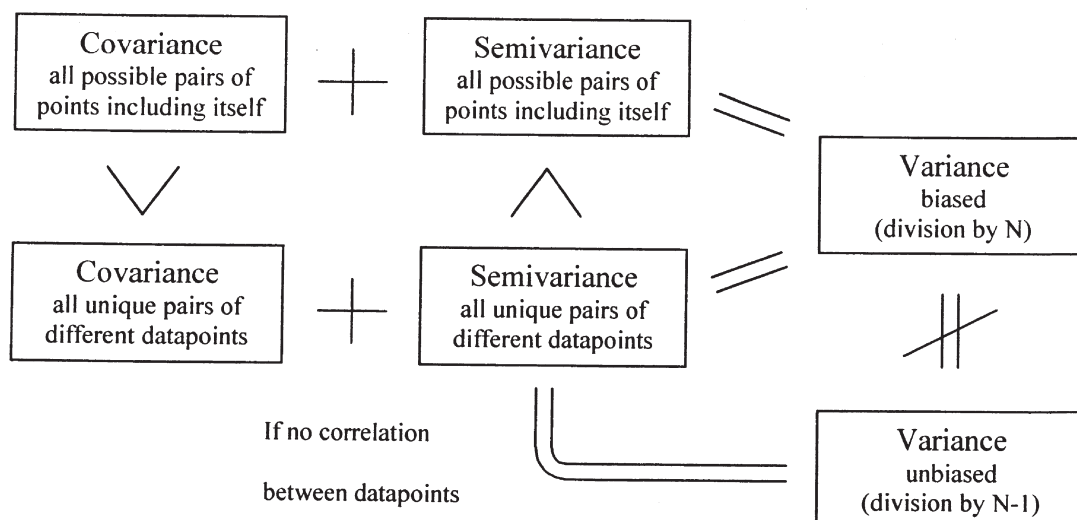 Covariance
all possible pairs of
points including itself
Semivariance
all possible pairs of
points including itself
Variance
biased
(division by N)
Covariance
all unique pairs of
different datapoints
Semivariance
all unique pairs of
different datapoints
If no correlation
between datapoints
Variance
unbiased
(division by N-1)